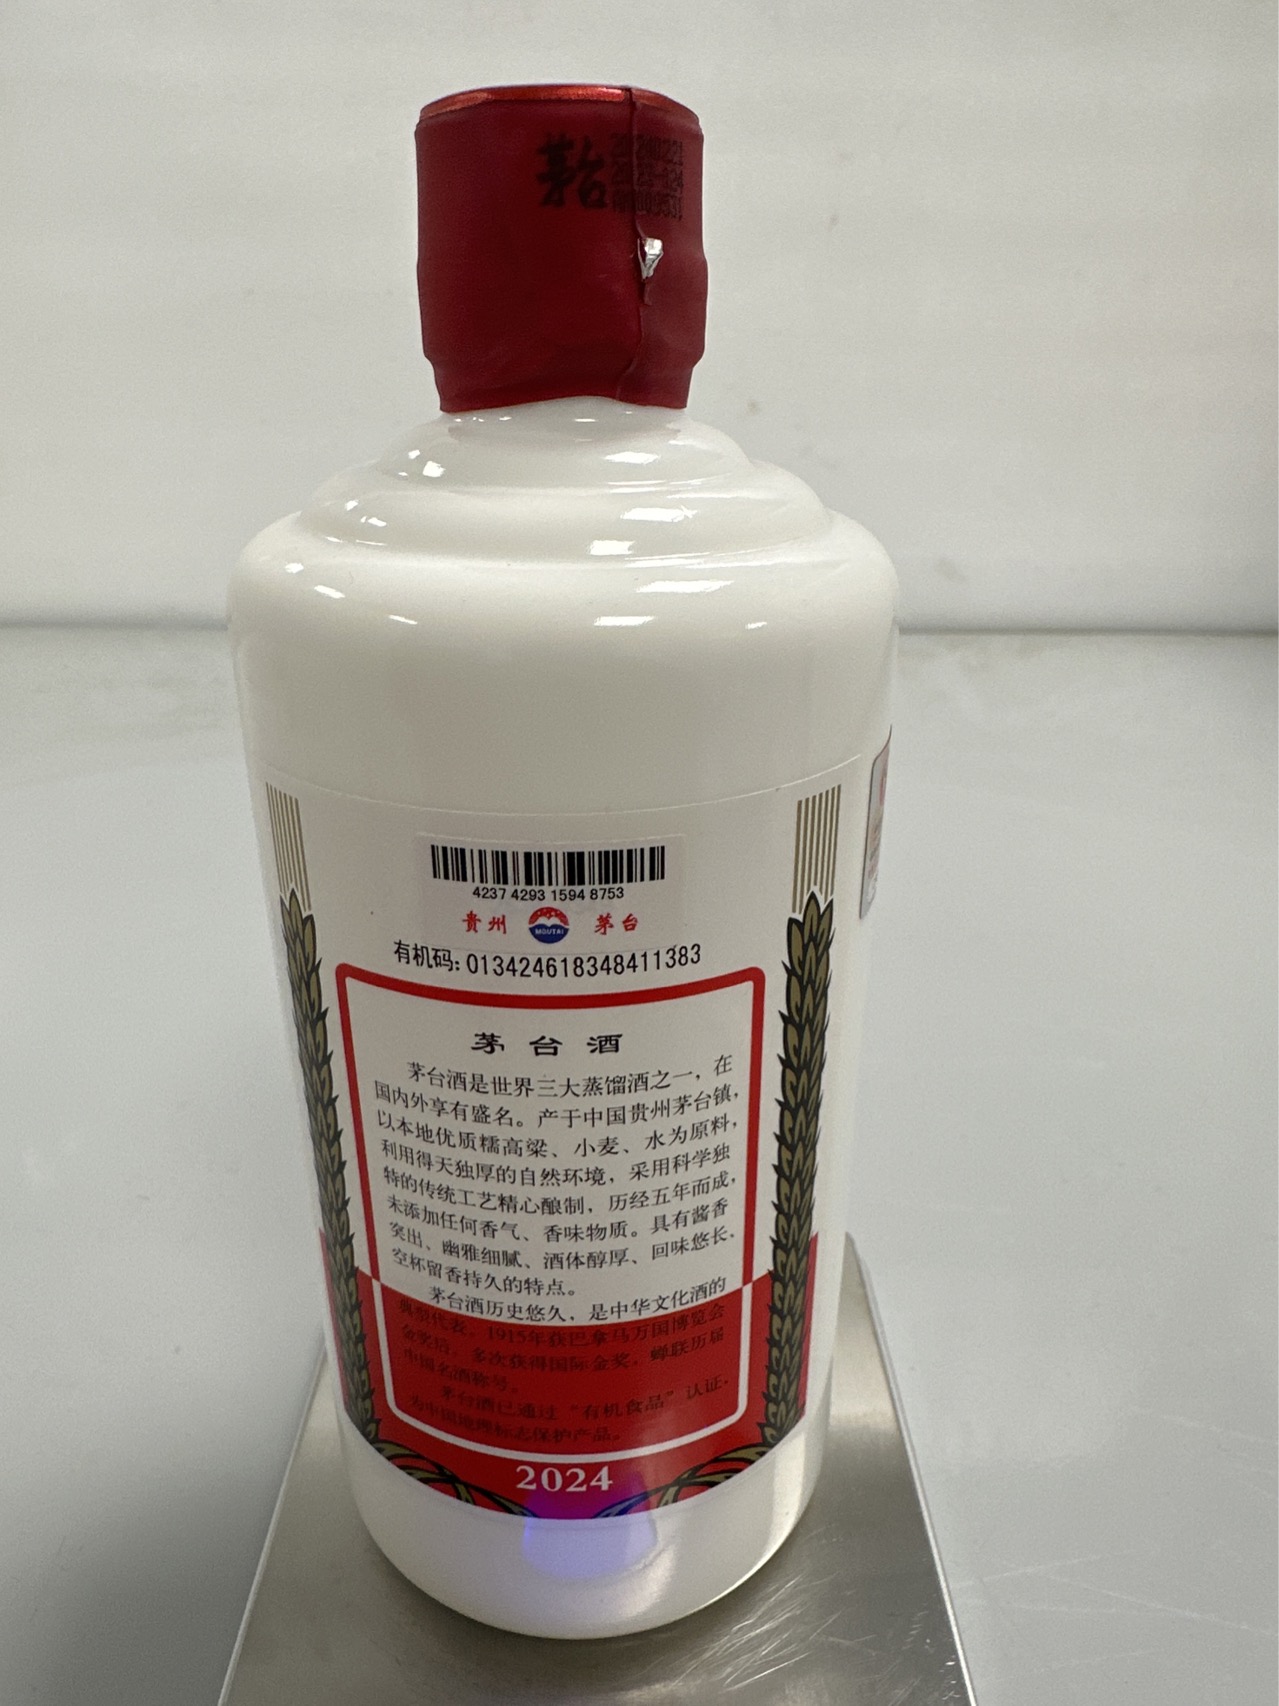 茅台
20240221
2023-124
4237 4293 1594 8753
贵州 MOUTAI 茅台
有机码: 013424618348411383
茅台酒
茅台酒是世界三大蒸馏酒之一，在
国内外享有盛名。产于中国贵州茅台镇，
以本地优质糯高粱、小麦、水为原料，
利用得天独厚的自然环境，采用科学独
特的传统工艺精心酿制，历经五年而成，
未添加任何香气、香味物质。具有酱香
突出、幽雅细腻、酒体醇厚、回味悠长、
空杯留香持久的特点。
茅台酒历史悠久，是中华文化酒的
典型代表。1915年获巴拿马万国博览会
金奖后，多次获得国际金奖，蝉联历届
中国名酒称号。
茅台酒已通过“有机食品”认证，
为中国地理标志保护产品。
2024